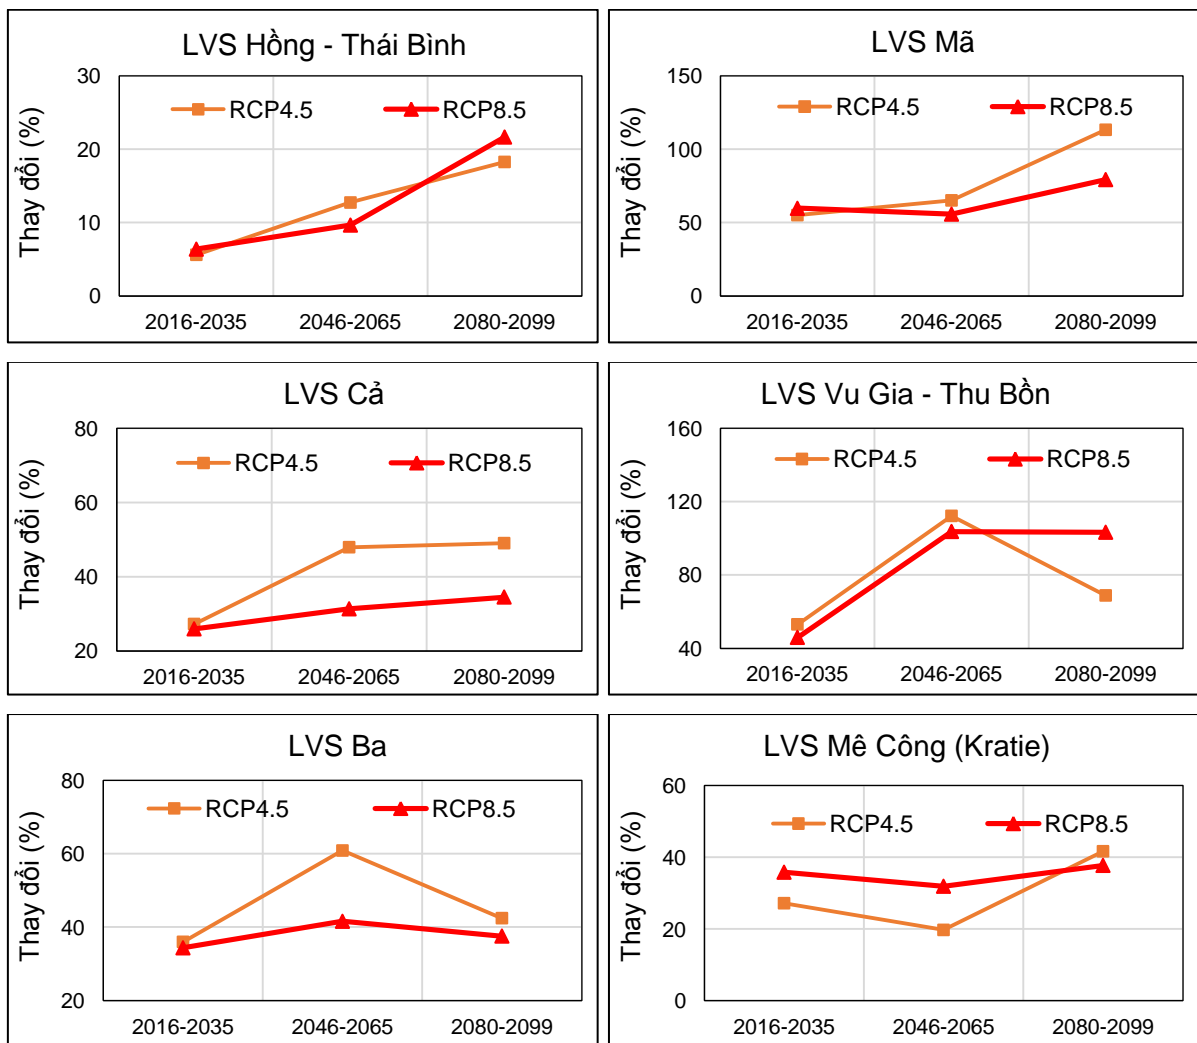 LVS Hồng - Thái Bình
Thay đổi (%)
30
20
10
0
RCP4.5 RCP8.5
2016-2035 2046-2065 2080-2099
LVS Mã
Thay đổi (%)
150
100
50
0
RCP4.5 RCP8.5
2016-2035 2046-2065 2080-2099
LVS Cả
Thay đổi (%)
80
60
40
20
RCP4.5 RCP8.5
2016-2035 2046-2065 2080-2099
LVS Vu Gia - Thu Bồn
Thay đổi (%)
160
120
80
40
RCP4.5 RCP8.5
2016-2035 2046-2065 2080-2099
LVS Ba
Thay đổi (%)
80
60
40
20
RCP4.5 RCP8.5
2016-2035 2046-2065 2080-2099
LVS Mê Công (Kratie)
Thay đổi (%)
60
40
20
0
RCP4.5 RCP8.5
2016-2035 2046-2065 2080-2099